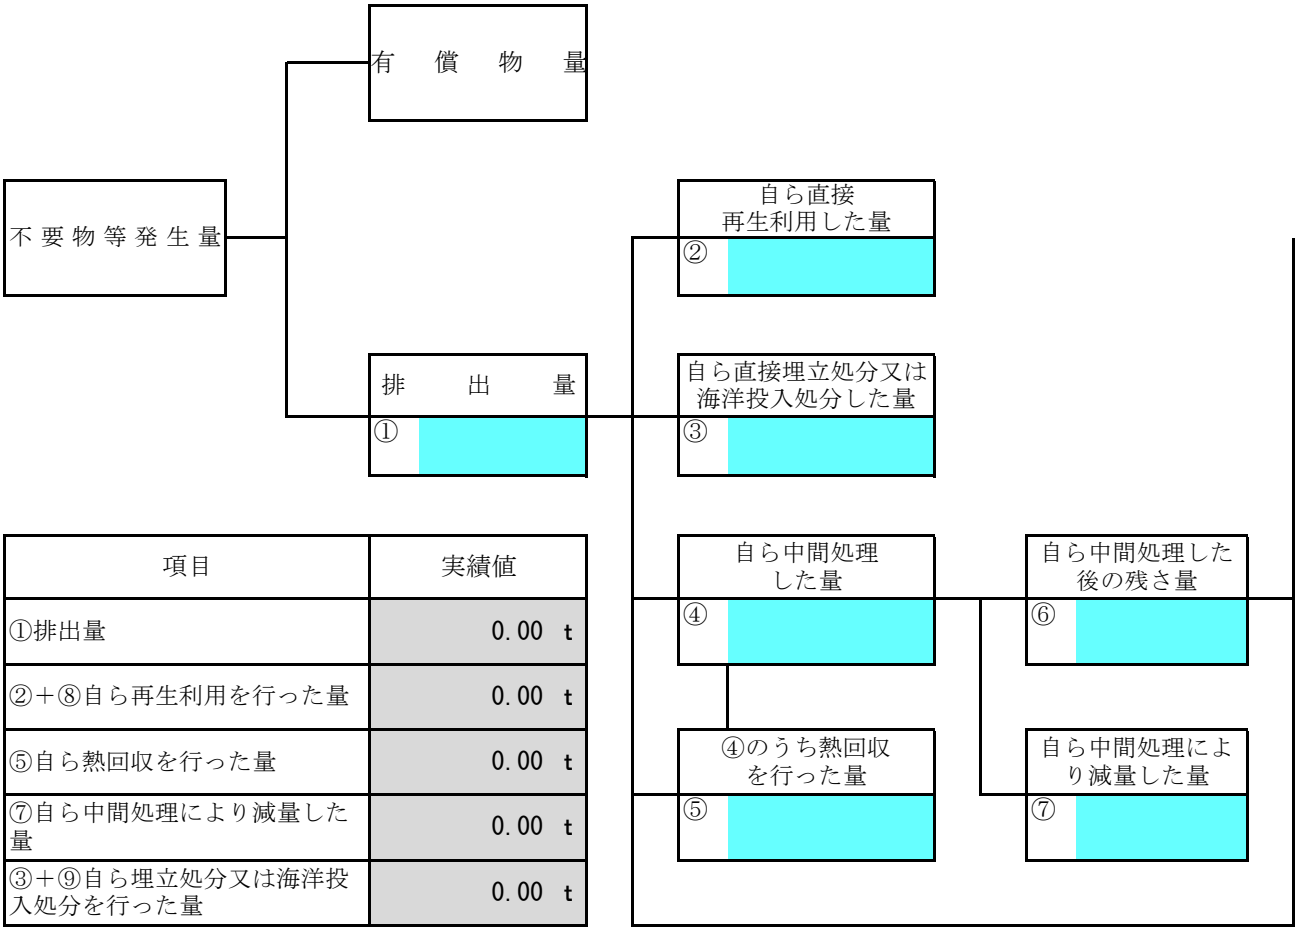 有償物量
不要物等発生量
自ら直接
再生利用した量
②
排出量
①
自ら直接埋立処分又は
海洋投入処分した量
③
自ら中間処理
した量
④
自ら中間処理した
後の残さ量
⑥
④のうち熱回収
を行った量
⑤
自ら中間処理によ
り減量した量
⑦
項目 実績値
①排出量 0.00 t
②+⑧自ら再生利用を行った量 0.00 t
⑤自ら熱回収を行った量 0.00 t
⑦自ら中間処理により減量した
量 0.00 t
③+⑨自ら埋立処分又は海洋投
入処分を行った量 0.00 t